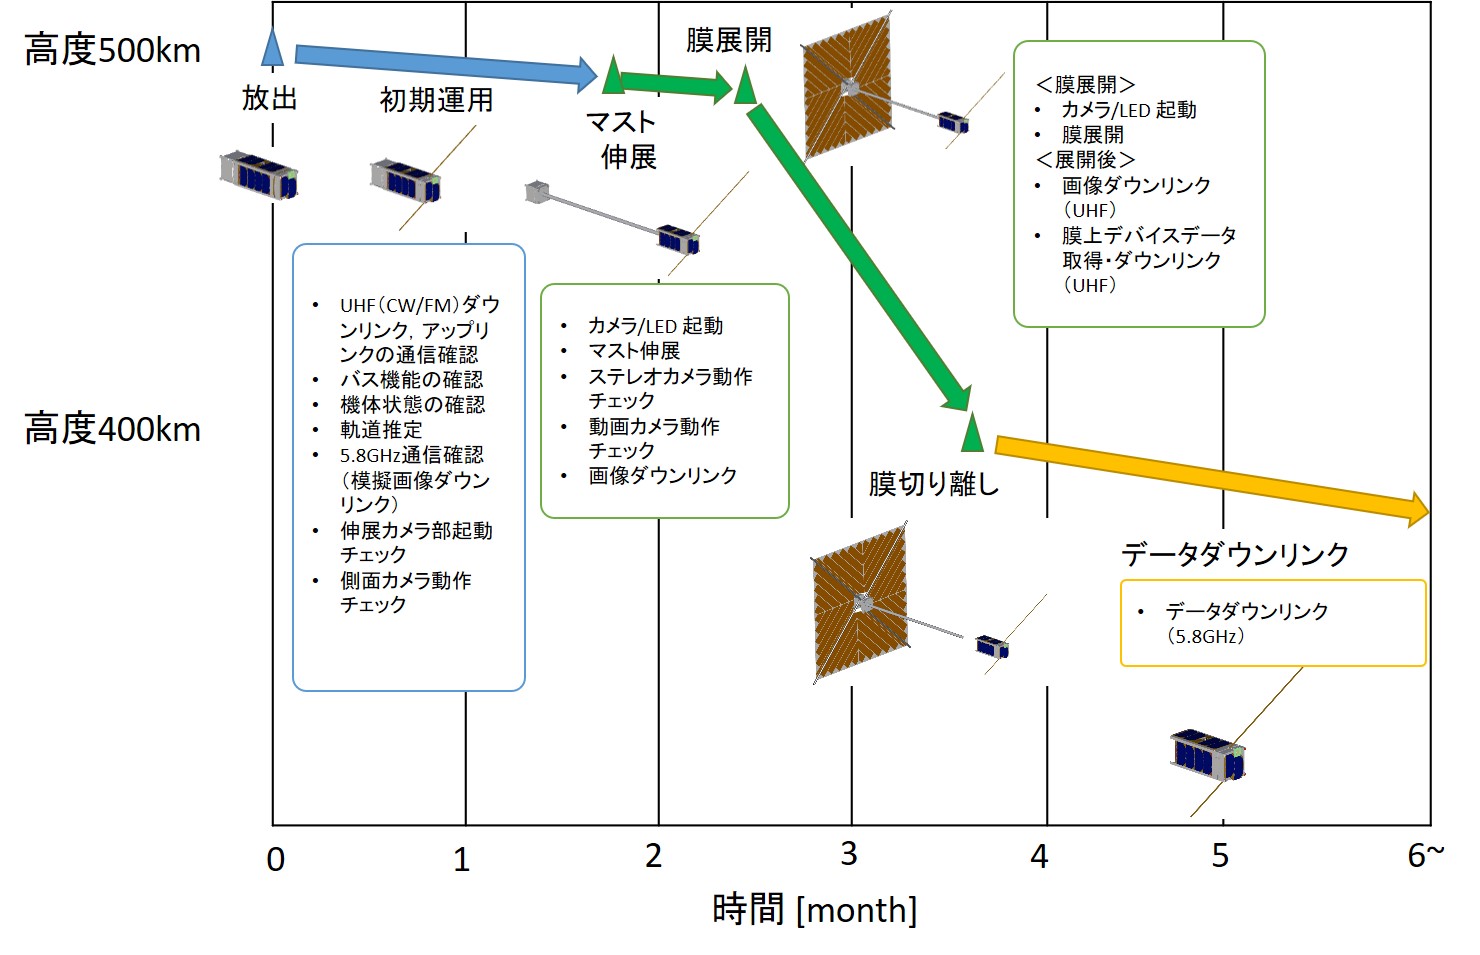 高度500km
放出
初期運用
マスト
伸展
膜展開
＜膜展開＞
• カメラ/LED 起動
• 膜展開
＜展開後＞
• 画像ダウンリンク
（UHF）
• 膜上デバイスデータ
取得・ダウンリンク
（UHF）
• UHF（CW/FM）ダウ
ンリンク，アップリ
ンクの通信確認
• バス機能の確認
• 機体状態の確認
• 軌道推定
• 5.8GHz通信確認
（模擬画像ダウン
リンク）
• 伸展カメラ部起動
チェック
• 側面カメラ動作
チェック
• カメラ/LED 起動
• マスト伸展
• ステレオカメラ動作
チェック
• 動画カメラ動作
チェック
• 画像ダウンリンク
高度400km
膜切り離し
データダウンリンク
• データダウンリンク
（5.8GHz）
0
1
2
3
4
5
6~
時間 [month]